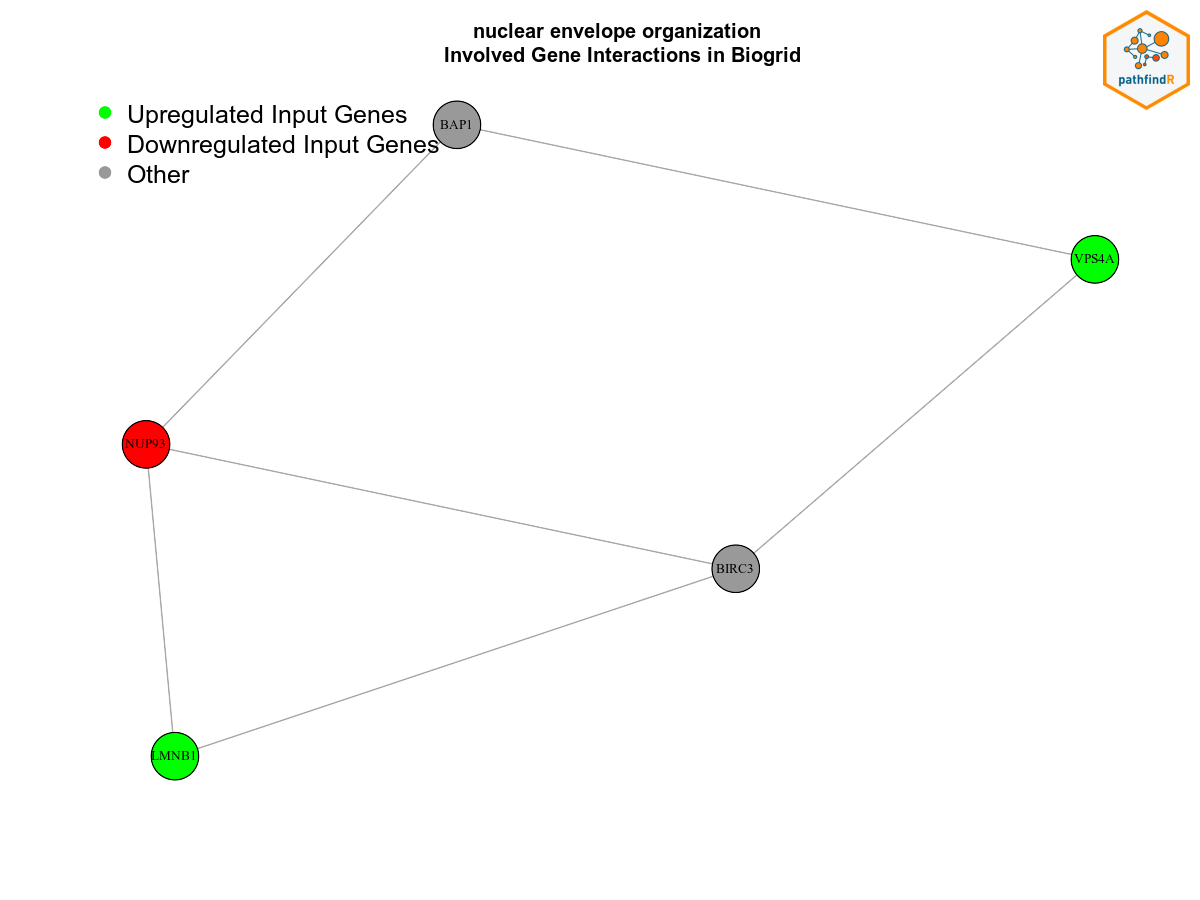 nuclear envelope organization
Involved Gene Interactions in Biogrid
pathfindR
Upregulated Input Genes
Downregulated Input Genes
Other
BAP1
VPS4A
NUP93
BIRC3
LMNB1